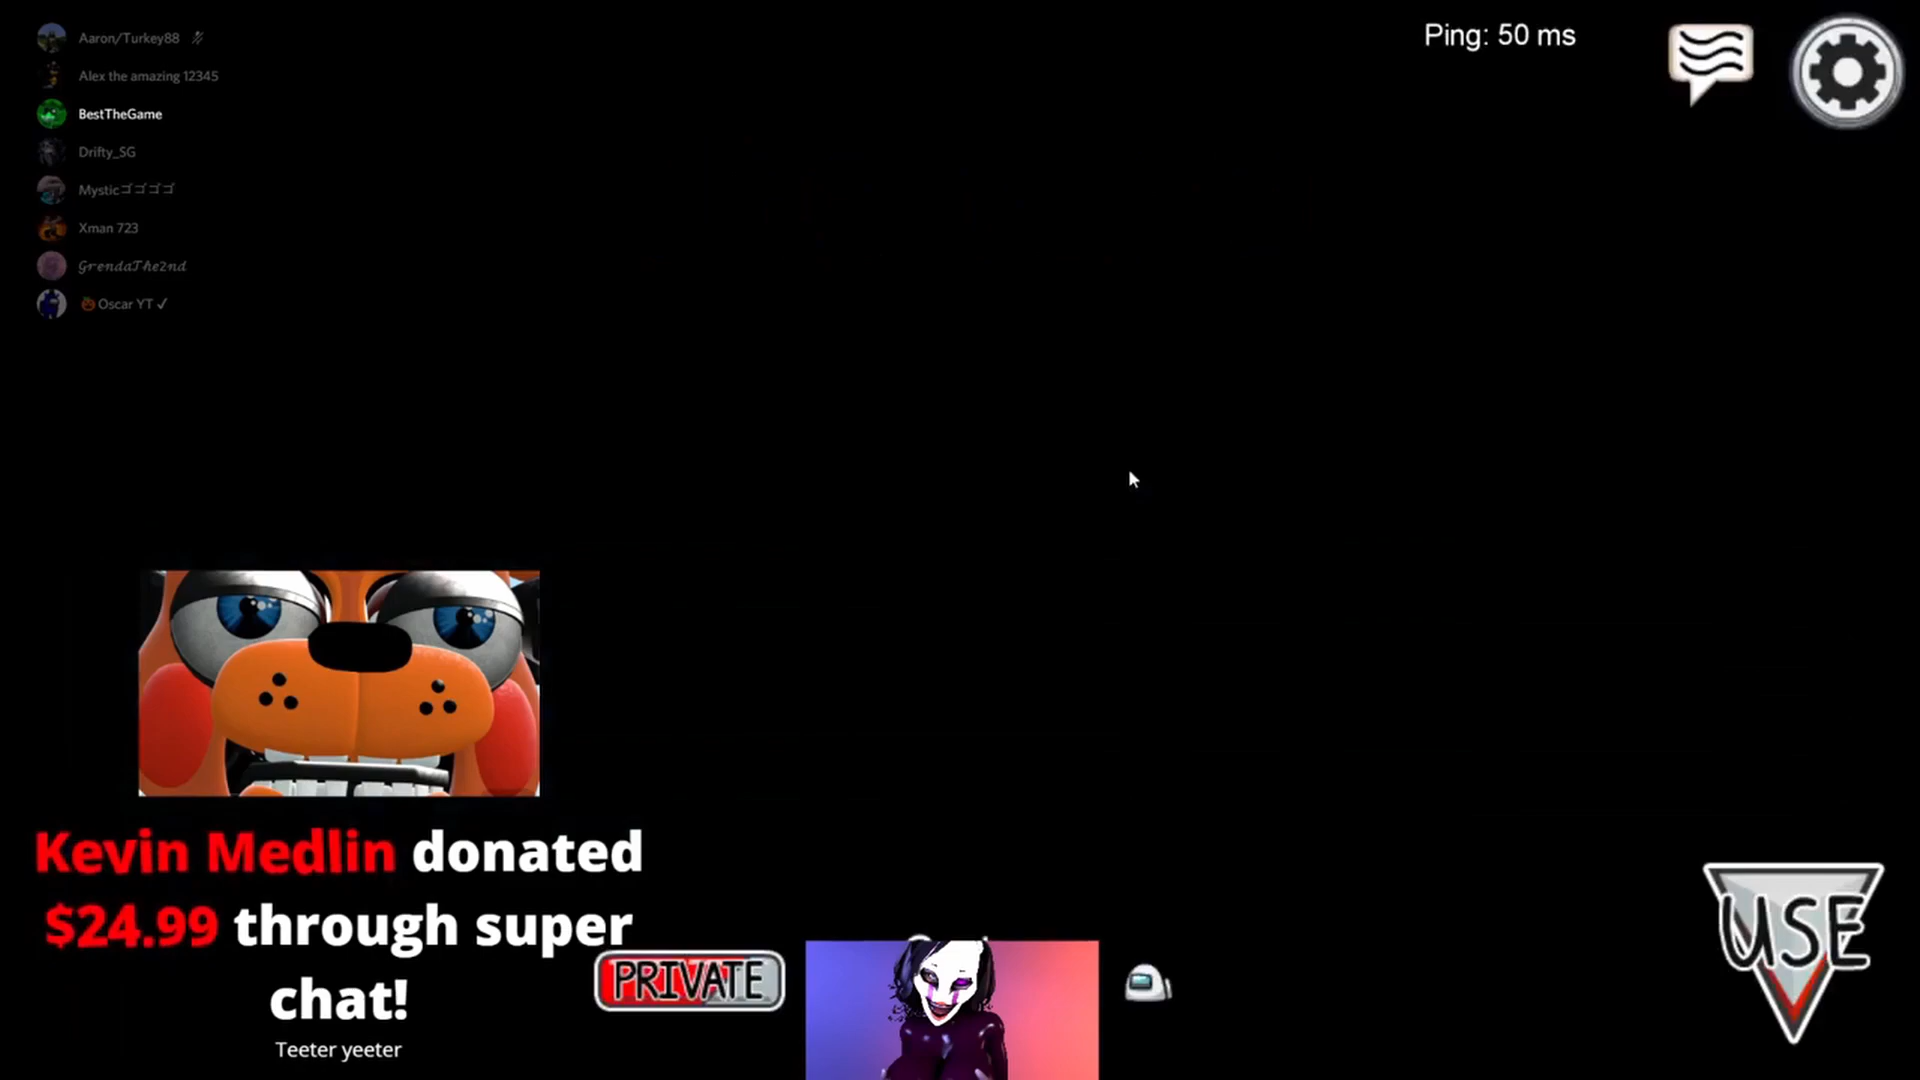 Aaron/Turkey88
Ping: 50 ms
Alex the amazing 12345
BestTheGame
Drifty_SG
Mysticゴゴゴゴ
Xman 723
𝓖𝓻𝓮𝓷𝓭𝓪𝓣𝓱𝓮2𝓷𝓭
🎃Oscar YT ✓
Kevin Medlin donated
$24.99 through super
chat!
Teeter yeeter
PRIVATE
USE